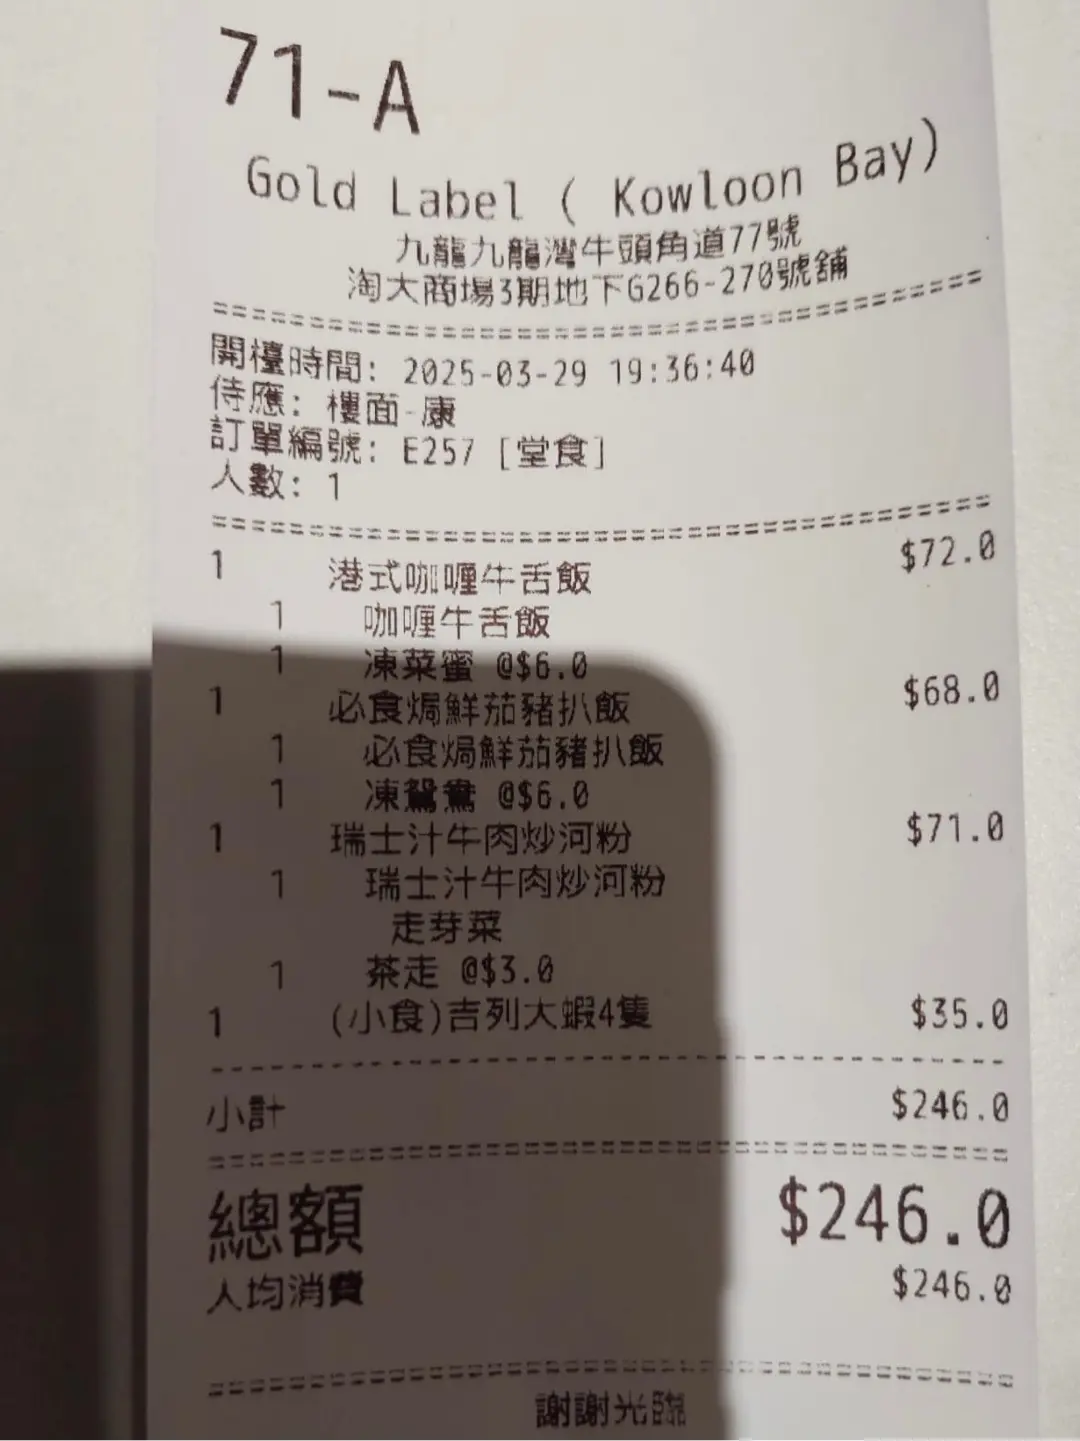 71-A
Gold Label ( Kowloon Bay)
九龍九龍灣牛頭角道77號
淘大商場3期地下G266-270號舖
開檯時間: 2025-03-29 19:36:40
侍應: 樓面-康
訂單編號: E257 [堂食]
人數: 1
1 港式咖喱牛舌飯 $72.0
1 咖喱牛舌飯
1 凍菜蜜 @$6.0
1 必食焗鮮茄豬扒飯 $68.0
1 必食焗鮮茄豬扒飯
1 凍鴛鴦 @$6.0
1 瑞士汁牛肉炒河粉 $71.0
1 瑞士汁牛肉炒河粉
走芽菜
1 茶走 @$3.0
1 (小食)吉列大蝦4隻 $35.0
小計 $246.0
總額 $246.0
人均消費 $246.0
謝謝光臨